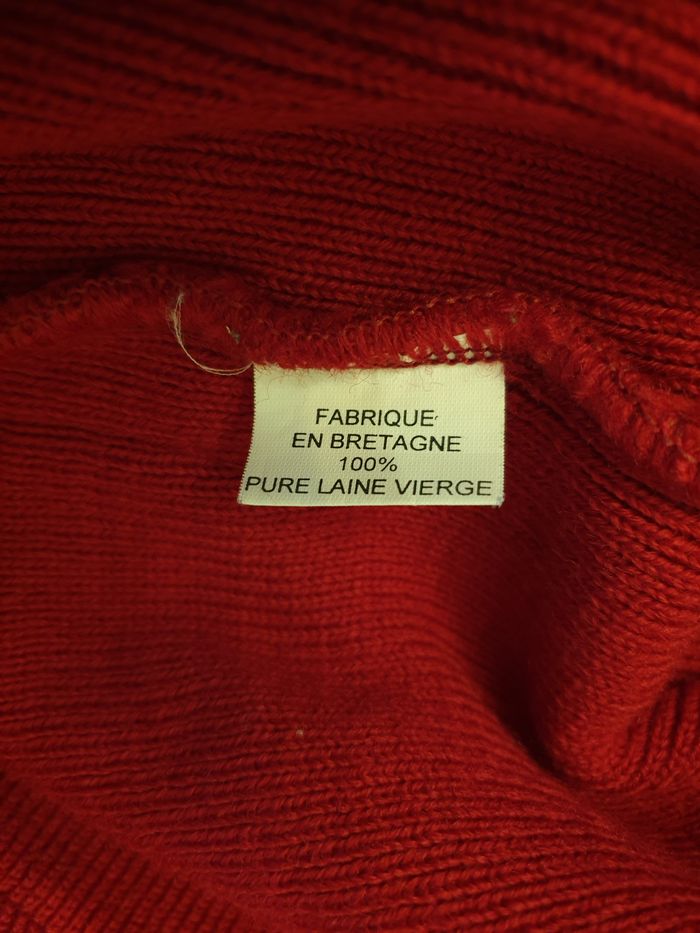 FABRIQUE
EN BRETAGNE
100%
PURE LAINE VIERGE